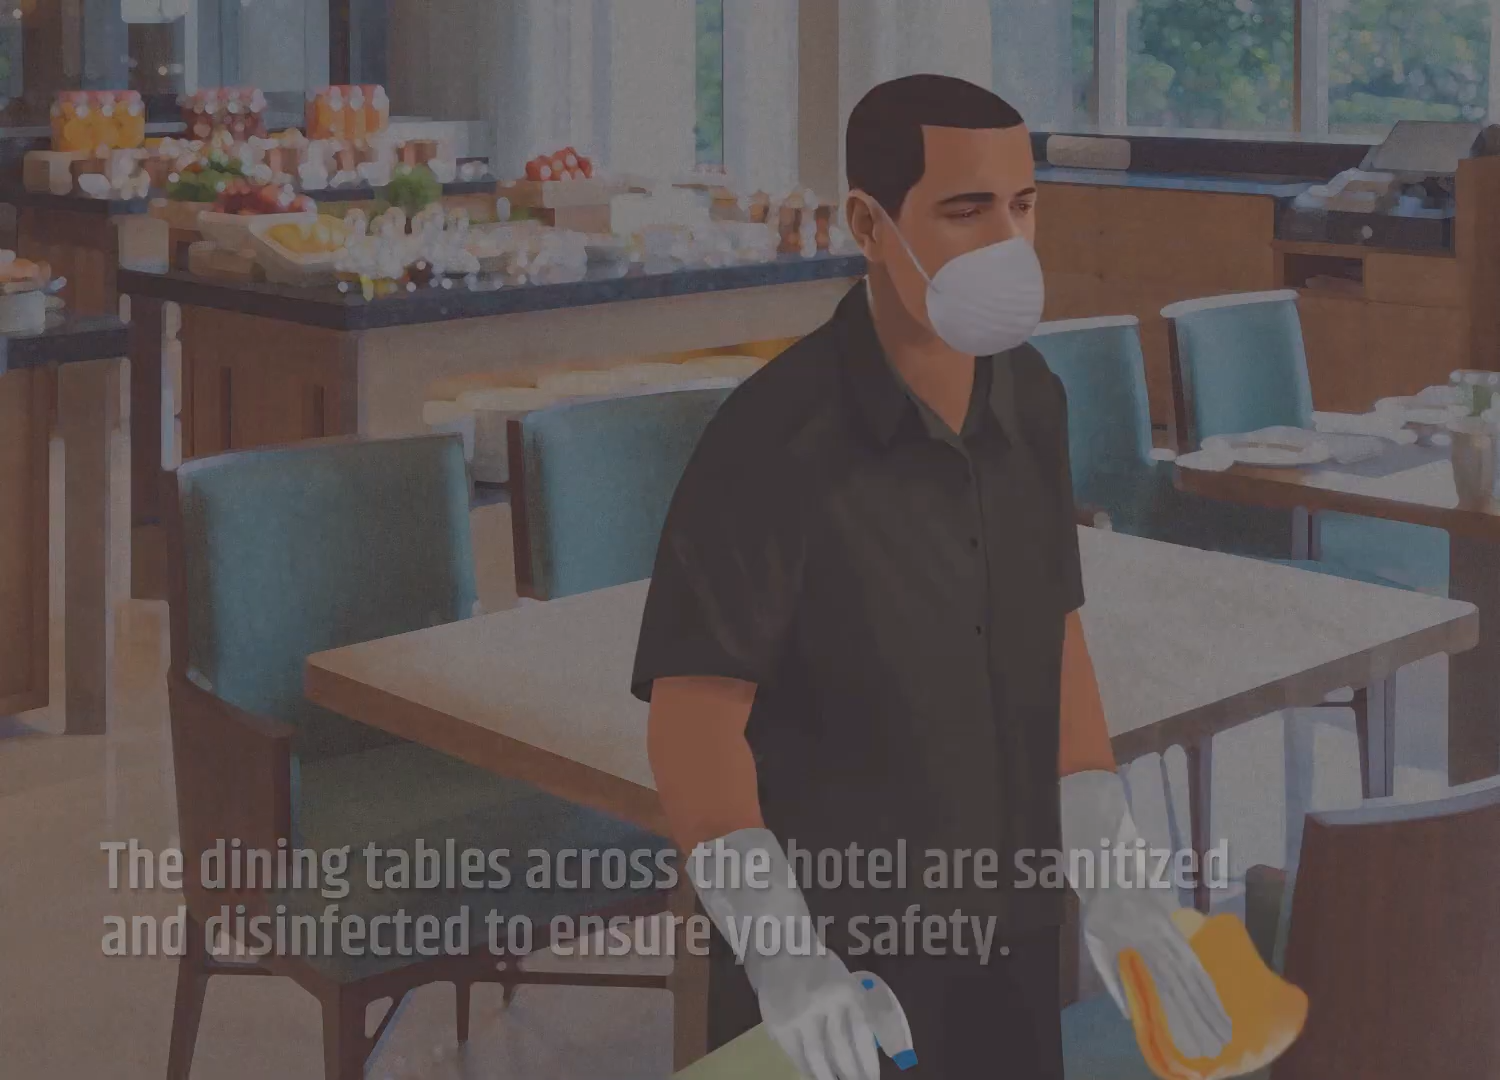 The dining tables across the hotel are sanitized
and disinfected to ensure your safety.